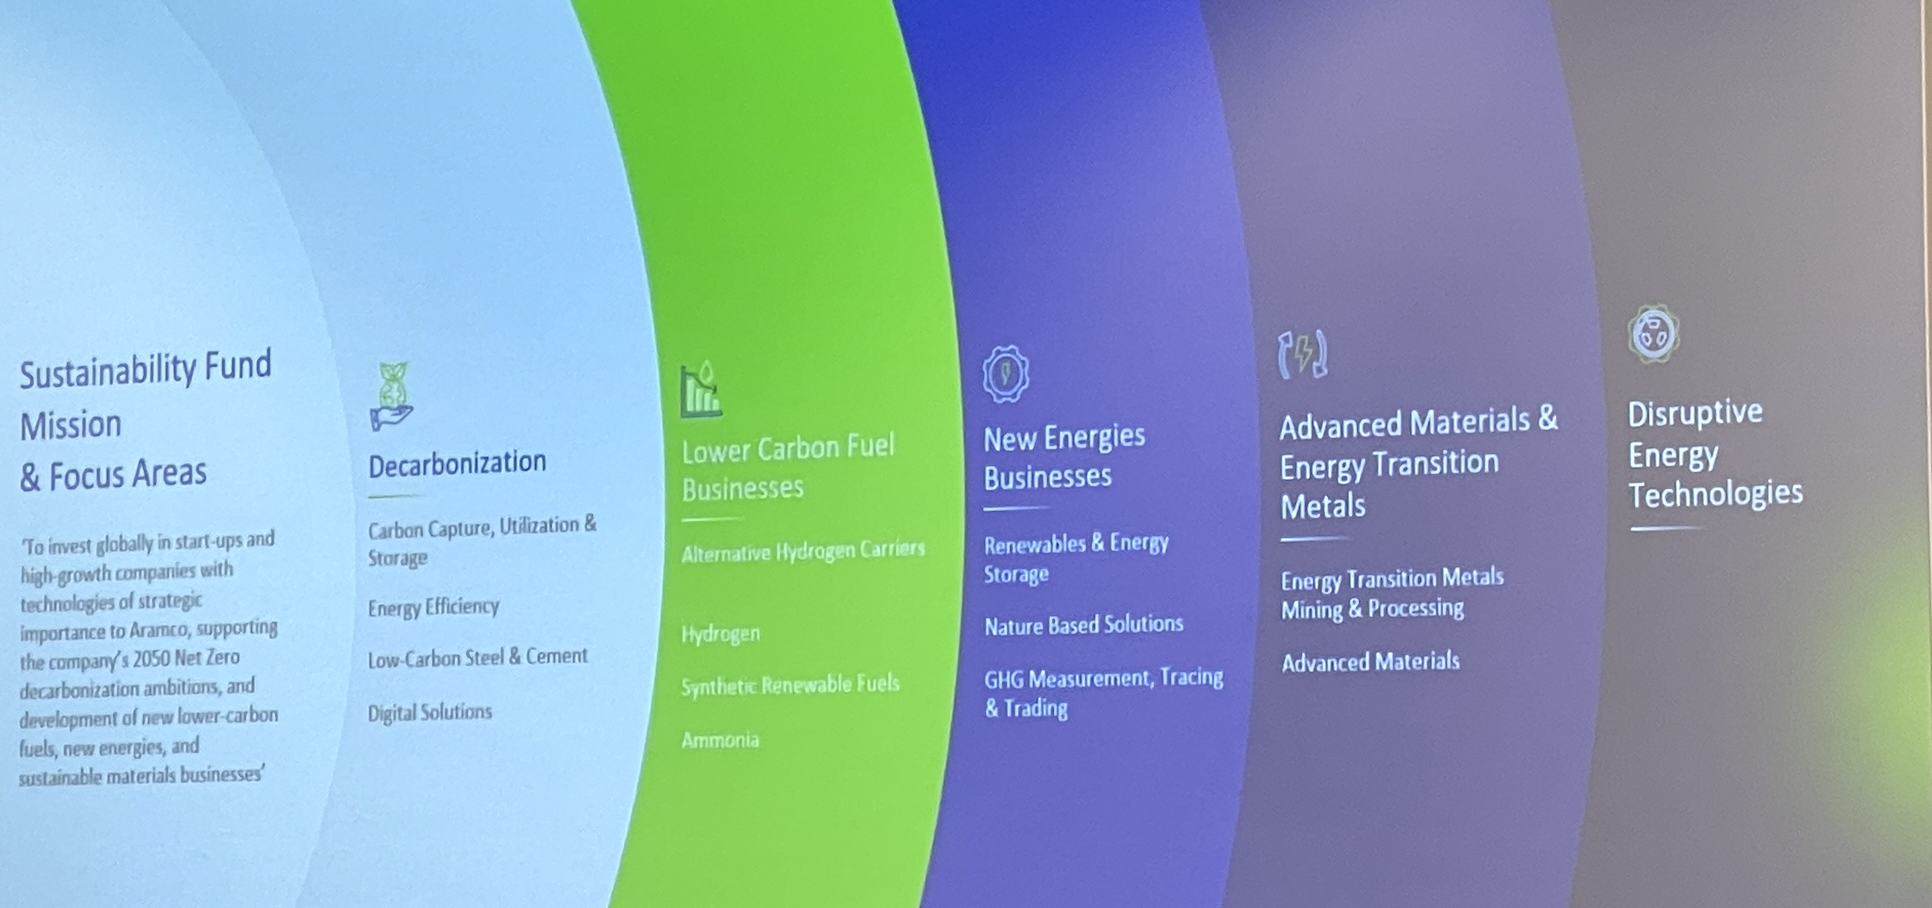 Sustainability Fund
Mission
& Focus Areas
'To invest globally in start-ups and
high-growth companies with
technologies of strategic
importance to Aramco, supporting
the company's 2050 Net Zero
decarbonization ambitions, and
development of new lower-carbon
fuels, new energies, and
sustainable materials businesses'
Decarbonization
Carbon Capture, Utilization &
Storage
Energy Efficiency
Low-Carbon Steel & Cement
Digital Solutions
Lower Carbon Fuel
Businesses
Alternative Hydrogen Carriers
Hydrogen
Synthetic Renewable Fuels
Ammonia
New Energies
Businesses
Renewables & Energy
Storage
Nature Based Solutions
GHG Measurement, Tracing
& Trading
Advanced Materials &
Energy Transition
Metals
Energy Transition Metals
Mining & Processing
Advanced Materials
Disruptive
Energy
Technologies